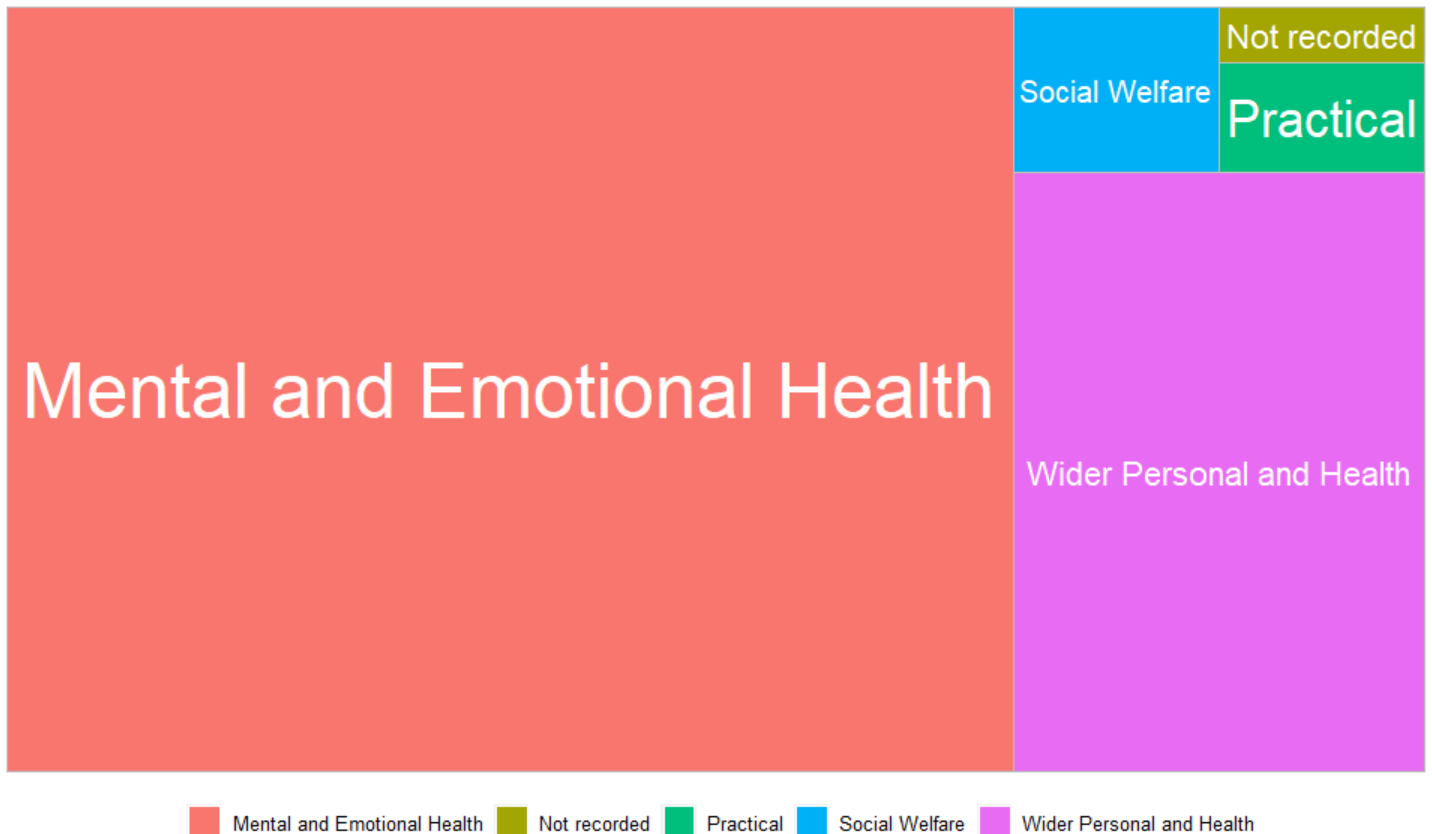 Not recorded
Social Welfare
Practical
Mental and Emotional Health
Wider Personal and Health
Mental and Emotional Health Not recorded Practical Social Welfare Wider Personal and Health